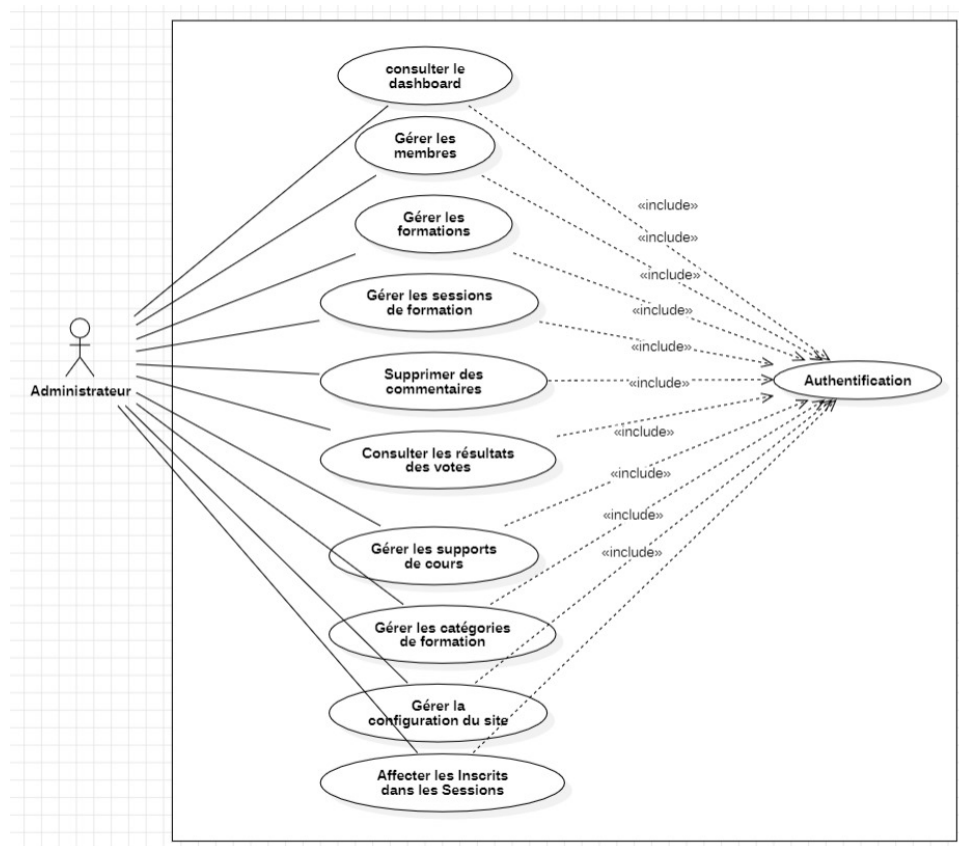 consulter le
dashboard
Gérer les
membres
«include»
Gérer les
formations
«include»
«include»
Gérer les sessions
de formation
«include»
«include»
Supprimer des
commentaires
«include»
Authentification
Administrateur
Consulter les résultats
des votes
«include»
«include»
«include»
Gérer les supports
de cours
«include»
Gérer les catégories
de formation
Gérer la
configuration du site
Affecter les Inscrits
dans les Sessions